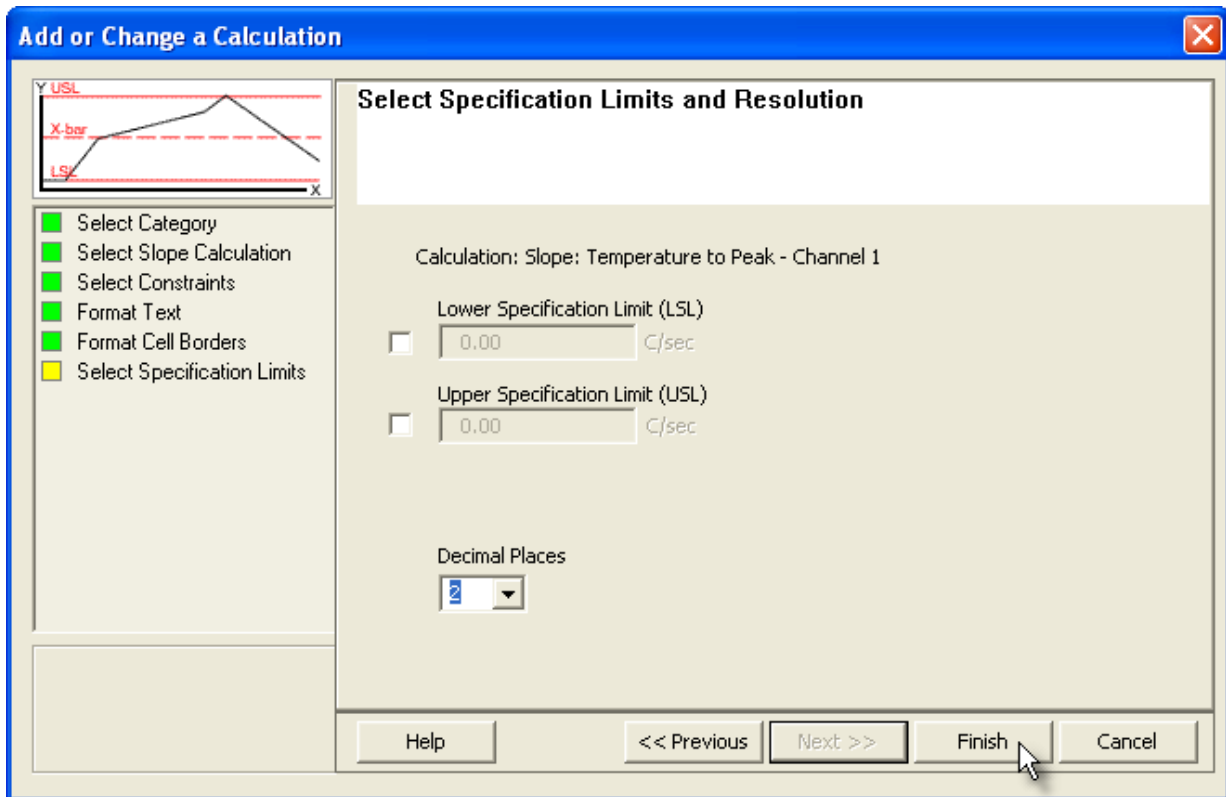 Add or Change a Calculation
Y USL
X-bar
LSL
X
Select Category
Select Slope Calculation
Select Constraints
Format Text
Format Cell Borders
Select Specification Limits
Select Specification Limits and Resolution
Calculation: Slope: Temperature to Peak - Channel 1
Lower Specification Limit (LSL)
0.00 C/sec
Upper Specification Limit (USL)
0.00 C/sec
Decimal Places
2
Help << Previous Next >> Finish Cancel